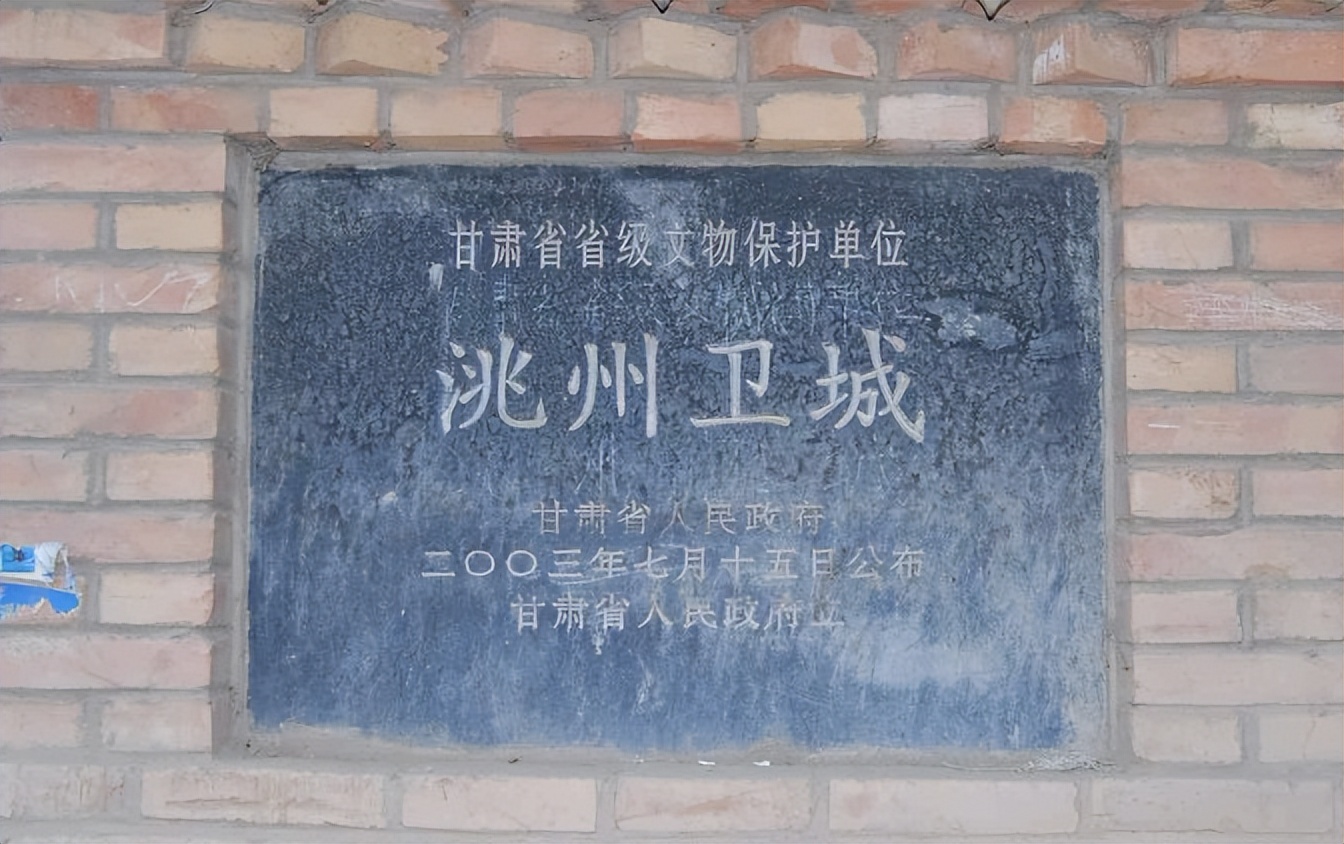 甘肃省省级文物保护单位
洮州卫城
甘肃省人民政府
二〇〇三年七月十五日公布
甘肃省人民政府立